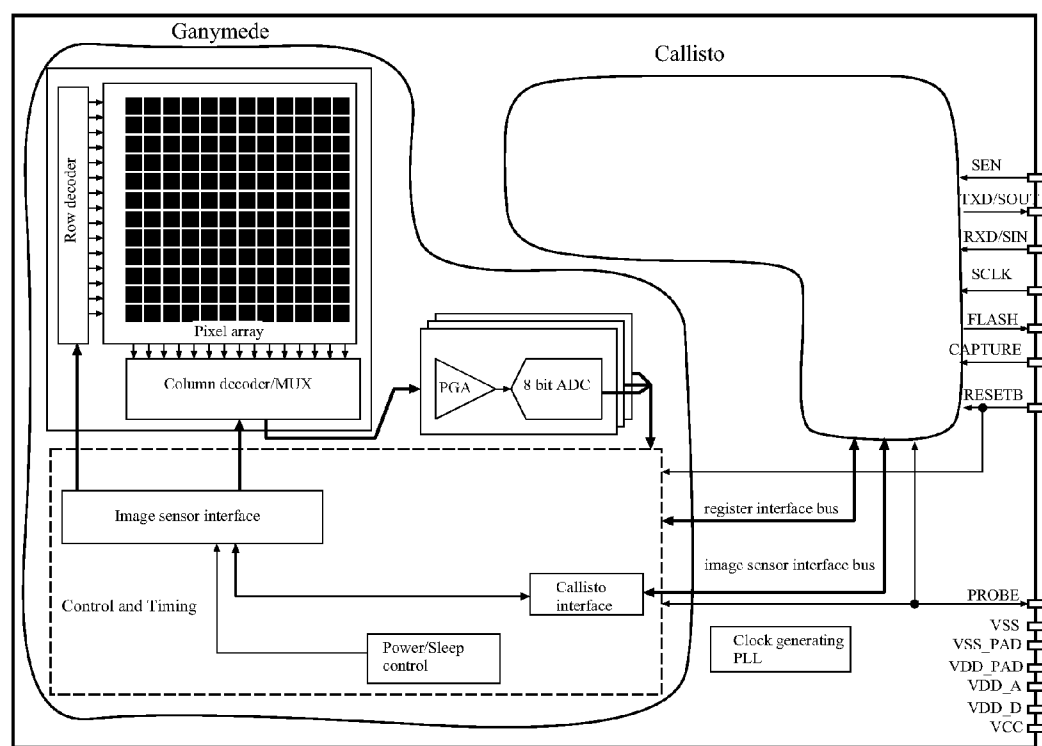 Ganymede
Callisto
Row decoder
Pixel array
Column decoder/MUX
PGA
8 bit ADC
SEN
TXD/SOUT
RXD/SIN
SCLK
FLASH
CAPTURE
RESETB
Image sensor interface
register interface bus
image sensor interface bus
Control and Timing
Callisto
interface
Power/Sleep
control
Clock generating
PLL
PROBE
VSS
VSS_PAD
VDD_PAD
VDD_A
VDD_D
VCC